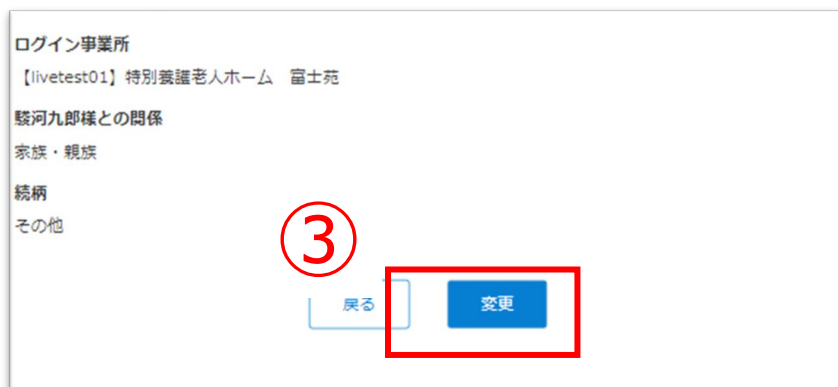 ログイン事業所
【livetest01】特別養護老人ホーム　富士苑
駿河九郎様との関係
家族・親族
続柄
その他
③
戻る
変更